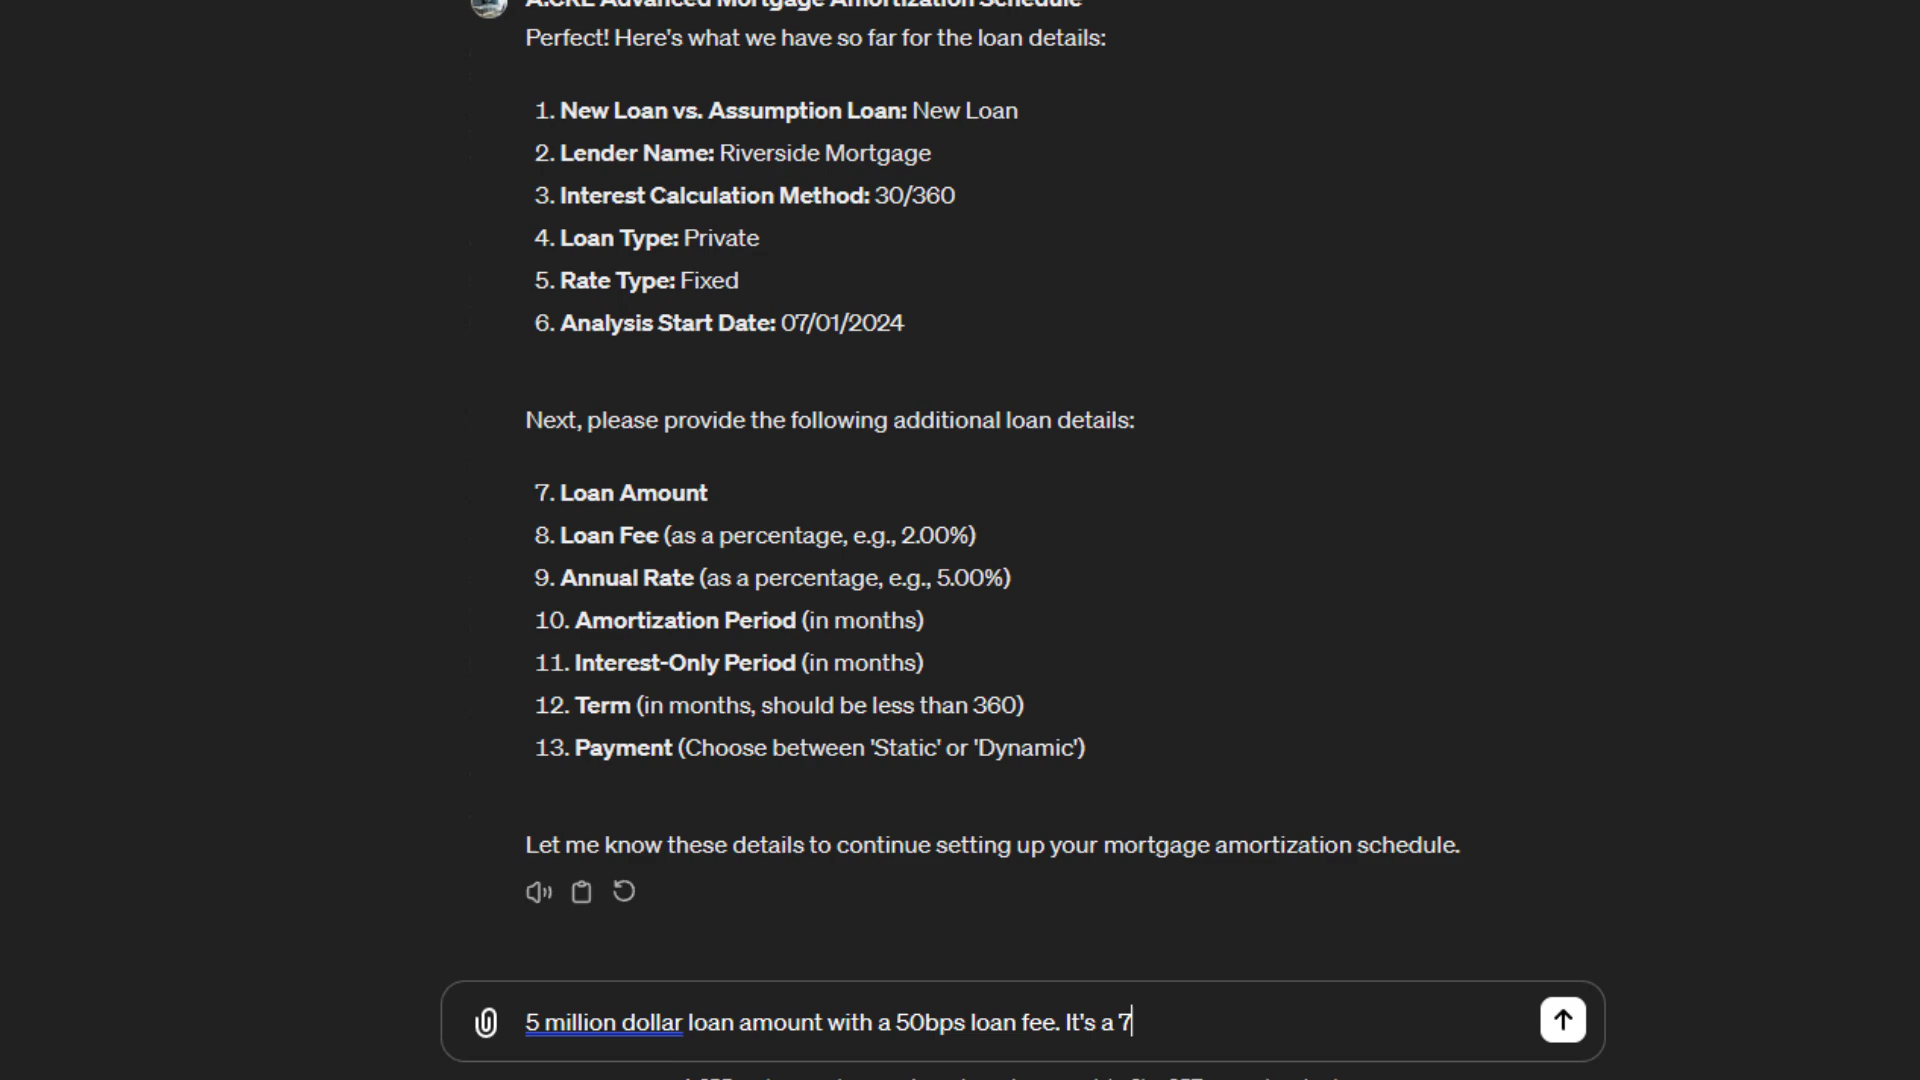 A.CRE Advanced Mortgage Amortization Schedule
Perfect! Here's what we have so far for the loan details:
1. New Loan vs. Assumption Loan: New Loan
2. Lender Name: Riverside Mortgage
3. Interest Calculation Method: 30/360
4. Loan Type: Private
5. Rate Type: Fixed
6. Analysis Start Date: 07/01/2024
Next, please provide the following additional loan details:
7. Loan Amount
8. Loan Fee (as a percentage, e.g., 2.00%)
9. Annual Rate (as a percentage, e.g., 5.00%)
10. Amortization Period (in months)
11. Interest-Only Period (in months)
12. Term (in months, should be less than 360)
13. Payment (Choose between 'Static' or 'Dynamic')
Let me know these details to continue setting up your mortgage amortization schedule.
5 million dollar loan amount with a 50bps loan fee. It's a 7